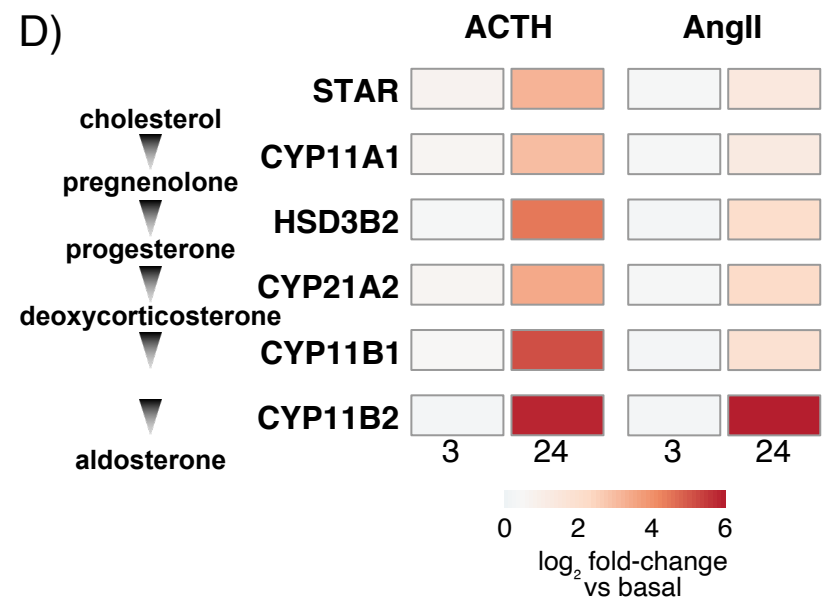 D)
ACTH AngII
STAR
cholesterol
CYP11A1
pregnenolone
HSD3B2
progesterone
CYP21A2
deoxycorticosterone
CYP11B1
CYP11B2
aldosterone
3 24 3 24
0 2 4 6
log2 fold-change
vs basal